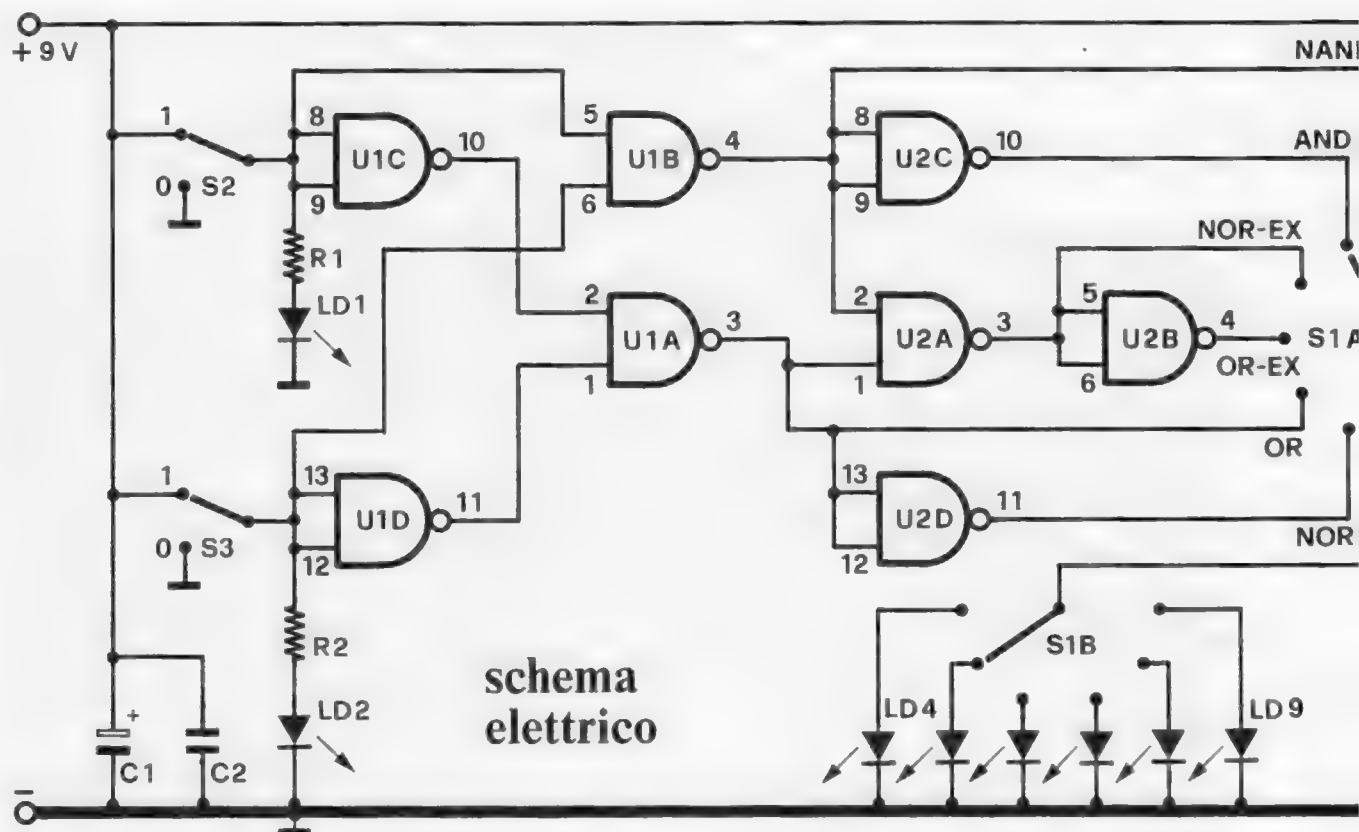 + 9 V
NAN
1
8
10
5
4
8
10
AND
U1C
U1B
U2C
0 S2
9
6
9
NOR-EX
R1
LD1
2
3
2
3
5
4
S1A
U1A
U2A
U2B
1
1
6
OR-EX
OR
1
13
11
13
11
U1D
U2D
0 S3
12
12
NOR
R2
S1B
schema
elettrico
LD2
LD4
LD9
+
C1
C2
−